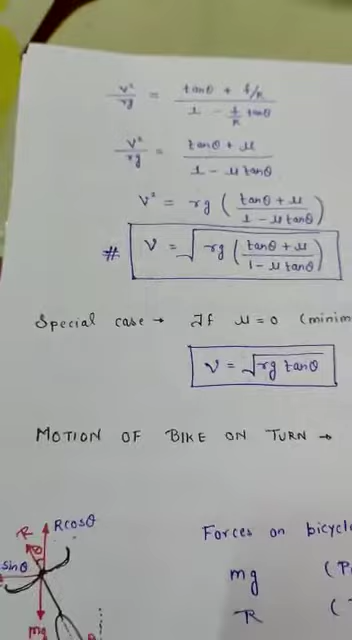 v²/rg = (tanθ + f/R)/(1 - f/R tanθ)
v²/rg = (tanθ + μ)/(1 - μ tanθ)
v² = rg ( (tanθ + μ)/(1 - μ tanθ) )
# v = √(rg ( (tanθ + μ)/(1 - μ tanθ) ))
Special case → If μ = 0 (minim
v = √(rg tanθ)
MOTION OF BIKE ON TURN →
R Rcosθ
θ
Forces on bicycl
sinθ
mg
R
mg